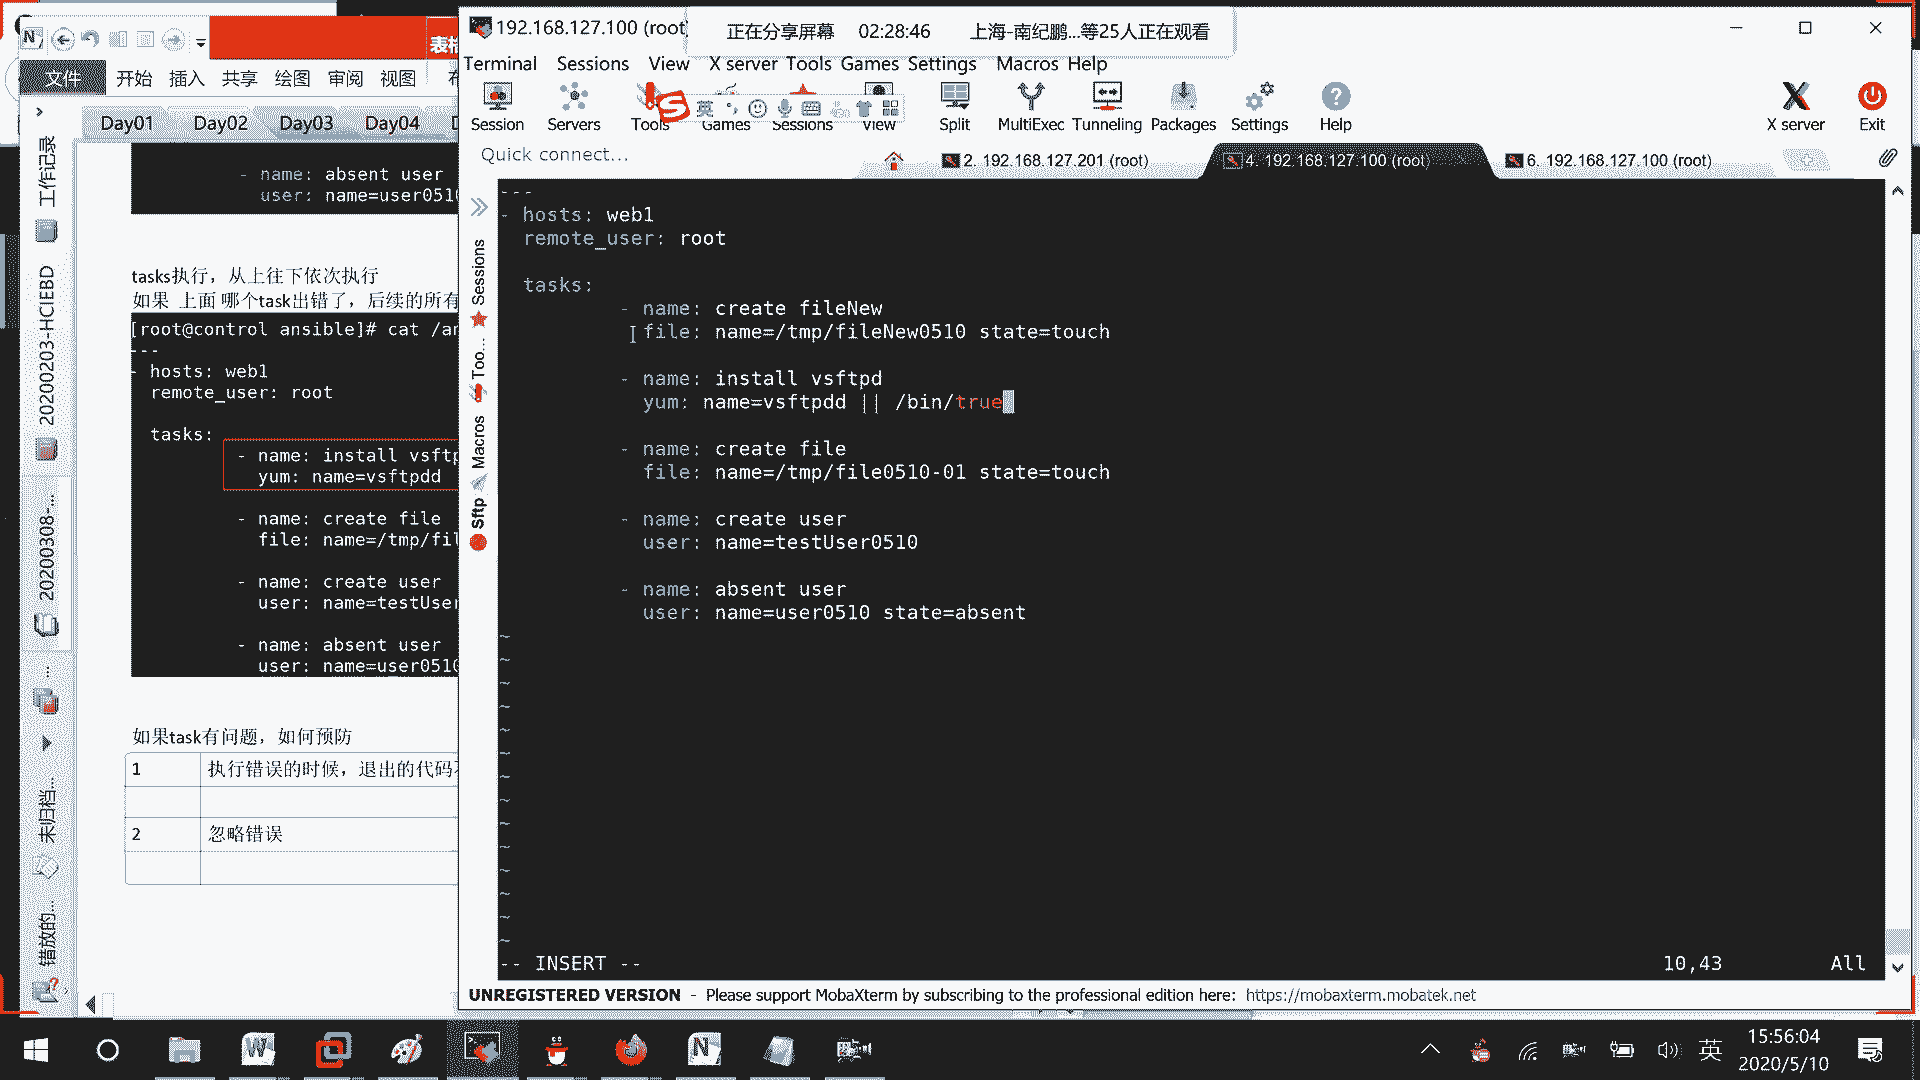 192.168.127.100 (root
正在分享屏幕 02:28:46 上海-南纪鹏...等25人正在观看
Terminal Sessions View X server Tools Games Settings Macros Help
Session Servers Tools Games Sessions View Split MultiExec Tunneling Packages Settings Help X server Exit
英
Quick connect...
2. 192.168.127.201 (root)
4. 192.168.127.100 (root)
6. 192.168.127.100 (root)
Sessions
Too...
Macros
Sftp
---
- hosts: web1
remote_user: root
tasks:
- name: create fileNew
file: name=/tmp/fileNew0510 state=touch
- name: install vsftpd
yum: name=vsftpdd || /bin/true
- name: create file
file: name=/tmp/file0510-01 state=touch
- name: create user
user: name=testUser0510
- name: absent user
user: name=user0510 state=absent
~
~
~
~
~
~
~
~
~
~
~
~
~
~
-- INSERT --
10,43 All
UNREGISTERED VERSION - Please support MobaXterm by subscribing to the professional edition here: https://mobaxterm.mobatek.net
表格
文件 开始 插入 共享 绘图 审阅 视图
Day01 Day02 Day03 Day04
工作记录
20200203-HCIEBD
20200308-...
...
未归档...
错放的...
- name: absent user
user: name=user0510
tasks执行，从上往下依次执行
如果 上面 哪个task出错了，后续的所有
[root@control ansible]# cat /an
---
- hosts: web1
remote_user: root
tasks:
- name: install vsftp
yum: name=vsftpdd
- name: create file
file: name=/tmp/fil
- name: create user
user: name=testUser
- name: absent user
user: name=user0510
如果task有问题，如何预防
1 执行错误的时候，退出的代码
2 忽略错误
英
15:56:04
2020/5/10